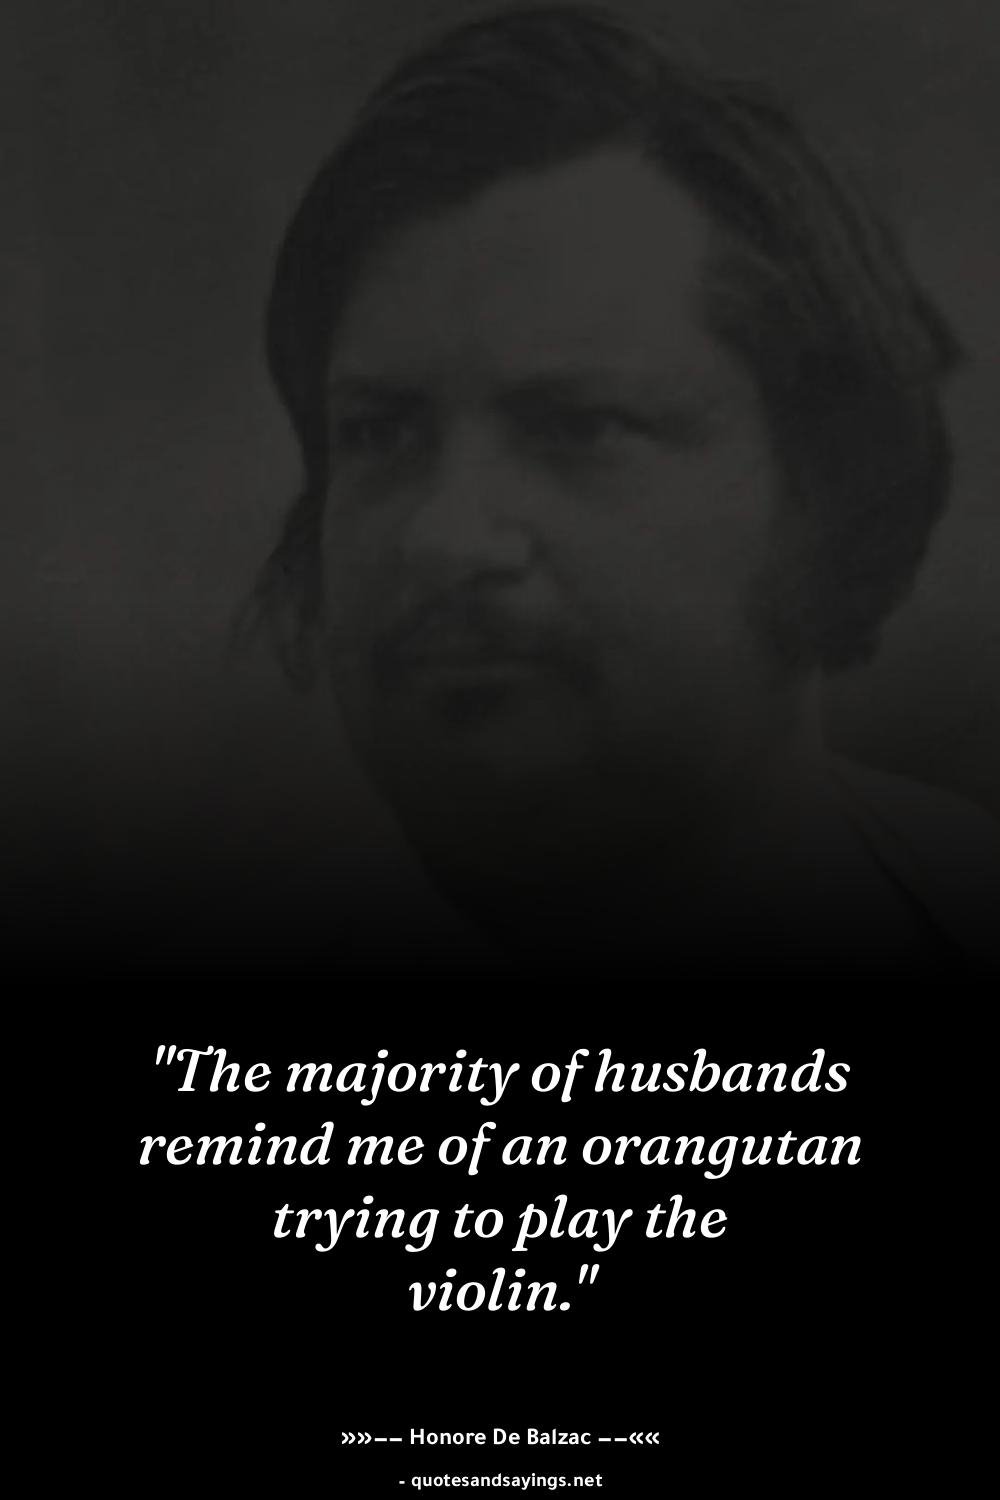 "The majority of husbands
remind me of an orangutan
trying to play the
violin."
»»−− Honore De Balzac −−««
- quotesandsayings.net